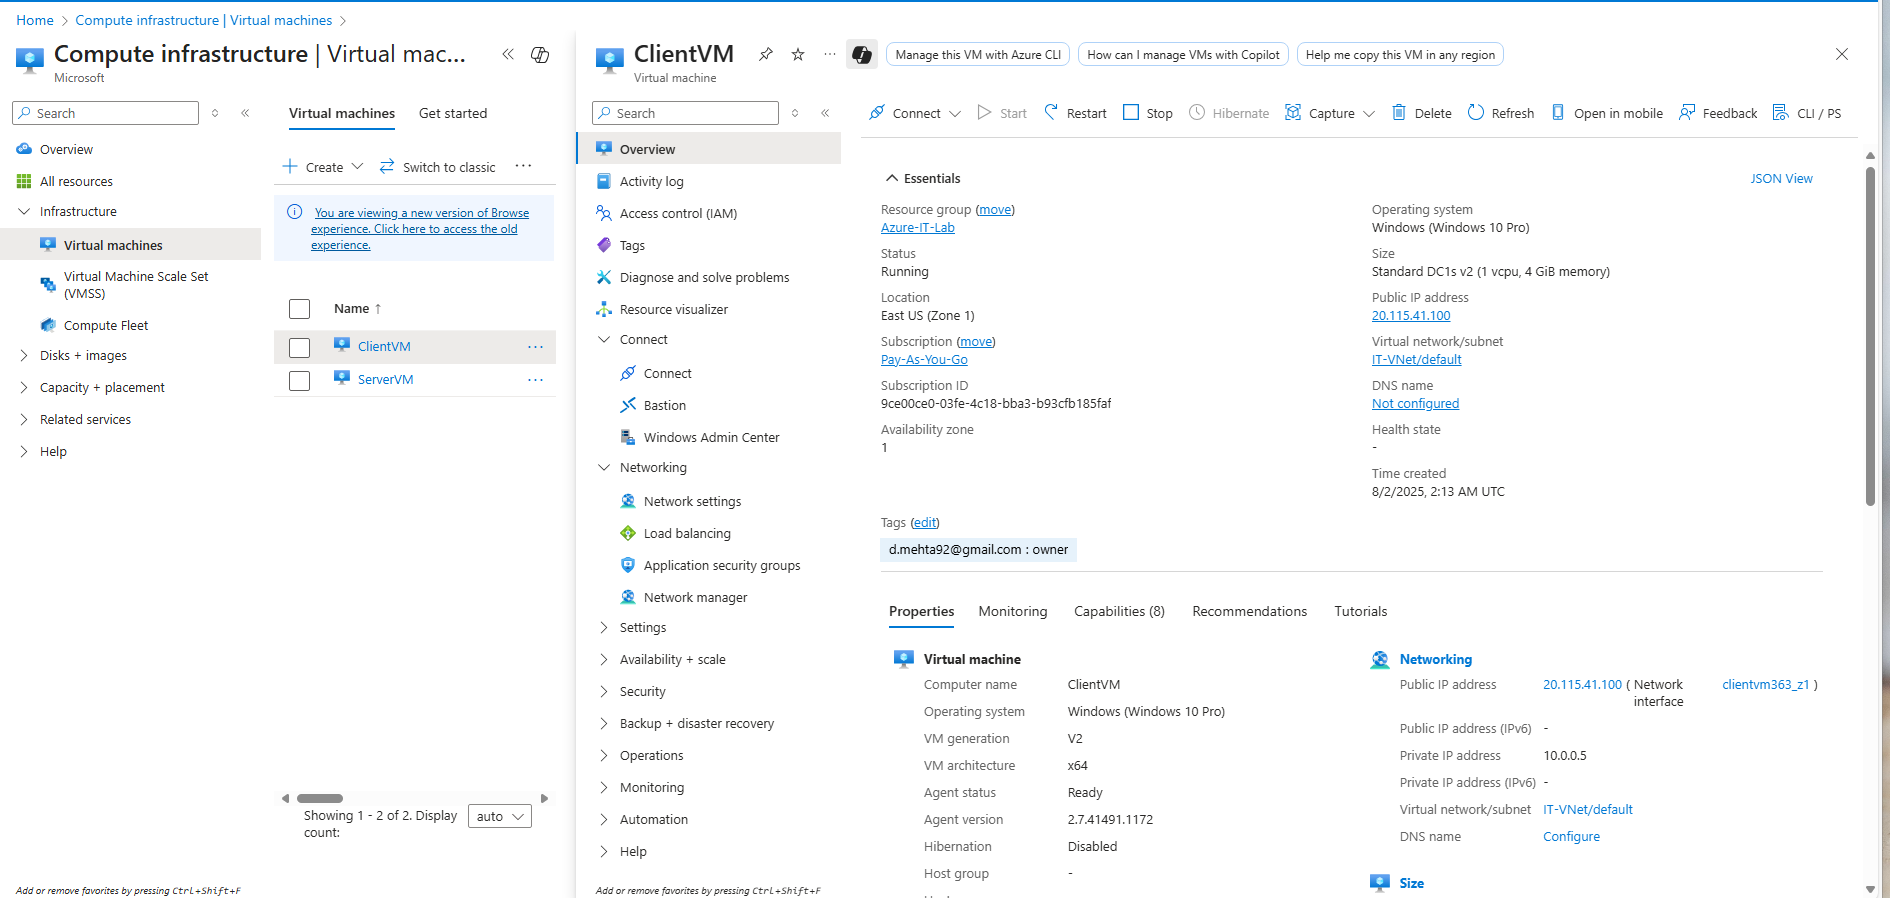 Home > Compute infrastructure | Virtual machines >
Compute infrastructure | Virtual mac...
Microsoft
Search
Overview
All resources
Infrastructure
Virtual machines
Virtual Machine Scale Set
(VMSS)
Compute Fleet
Disks + images
Capacity + placement
Related services
Help
Add or remove favorites by pressing Ctrl+Shift+F
Virtual machines Get started
Create Switch to classic ...
You are viewing a new version of Browse
experience. Click here to access the old
experience.
Name ↑
ClientVM ...
ServerVM ...
Showing 1 - 2 of 2. Display
count:
auto
ClientVM
Virtual machine
Manage this VM with Azure CLI How can I manage VMs with Copilot Help me copy this VM in any region
Search
Overview
Activity log
Access control (IAM)
Tags
Diagnose and solve problems
Resource visualizer
Connect
Connect
Bastion
Windows Admin Center
Networking
Network settings
Load balancing
Application security groups
Network manager
Settings
Availability + scale
Security
Backup + disaster recovery
Operations
Monitoring
Automation
Help
Add or remove favorites by pressing Ctrl+Shift+F
Connect Start Restart Stop Hibernate Capture Delete Refresh Open in mobile Feedback CLI / PS
Essentials JSON View
Resource group (move)
Azure-IT-Lab
Status
Running
Location
East US (Zone 1)
Subscription (move)
Pay-As-You-Go
Subscription ID
9ce00ce0-03fe-4c18-bba3-b93cfb185faf
Availability zone
1
Operating system
Windows (Windows 10 Pro)
Size
Standard DC1s v2 (1 vcpu, 4 GiB memory)
Public IP address
20.115.41.100
Virtual network/subnet
IT-VNet/default
DNS name
Not configured
Health state
-
Time created
8/2/2025, 2:13 AM UTC
Tags (edit)
d.mehta92@gmail.com : owner
Properties Monitoring Capabilities (8) Recommendations Tutorials
Virtual machine
Computer name ClientVM
Operating system Windows (Windows 10 Pro)
VM generation V2
VM architecture x64
Agent status Ready
Agent version 2.7.41491.1172
Hibernation Disabled
Host group -
Networking
Public IP address 20.115.41.100 ( Network clientvm363_z1 )
interface
Public IP address (IPv6) -
Private IP address 10.0.0.5
Private IP address (IPv6) -
Virtual network/subnet IT-VNet/default
DNS name Configure
Size